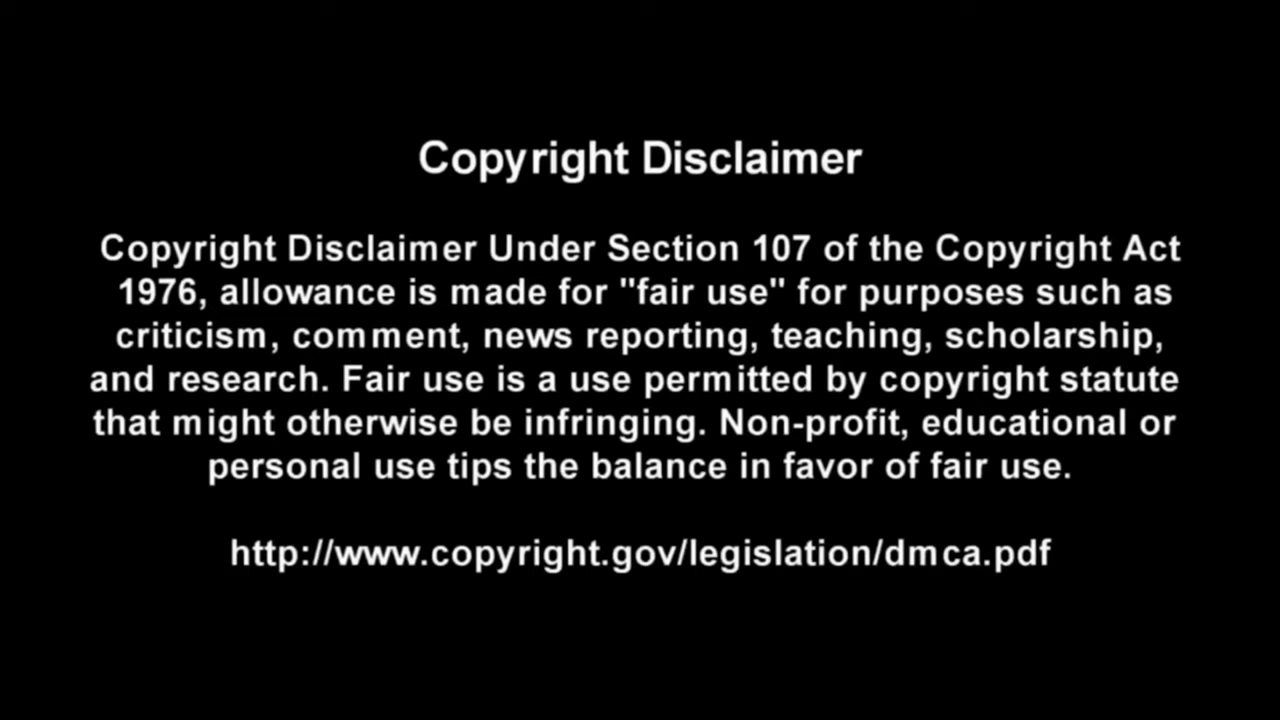 Copyright Disclaimer
Copyright Disclaimer Under Section 107 of the Copyright Act
1976, allowance is made for "fair use" for purposes such as
criticism, comment, news reporting, teaching, scholarship,
and research. Fair use is a use permitted by copyright statute
that might otherwise be infringing. Non-profit, educational or
personal use tips the balance in favor of fair use.
http://www.copyright.gov/legislation/dmca.pdf